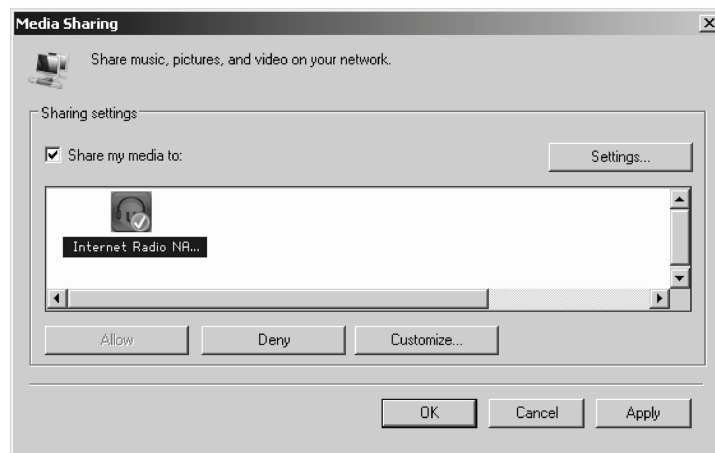 Media Sharing
Share music, pictures, and video on your network.
Sharing settings
Share my media to:
Settings...
Internet Radio NA...
Allow
Deny
Customize...
OK
Cancel
Apply